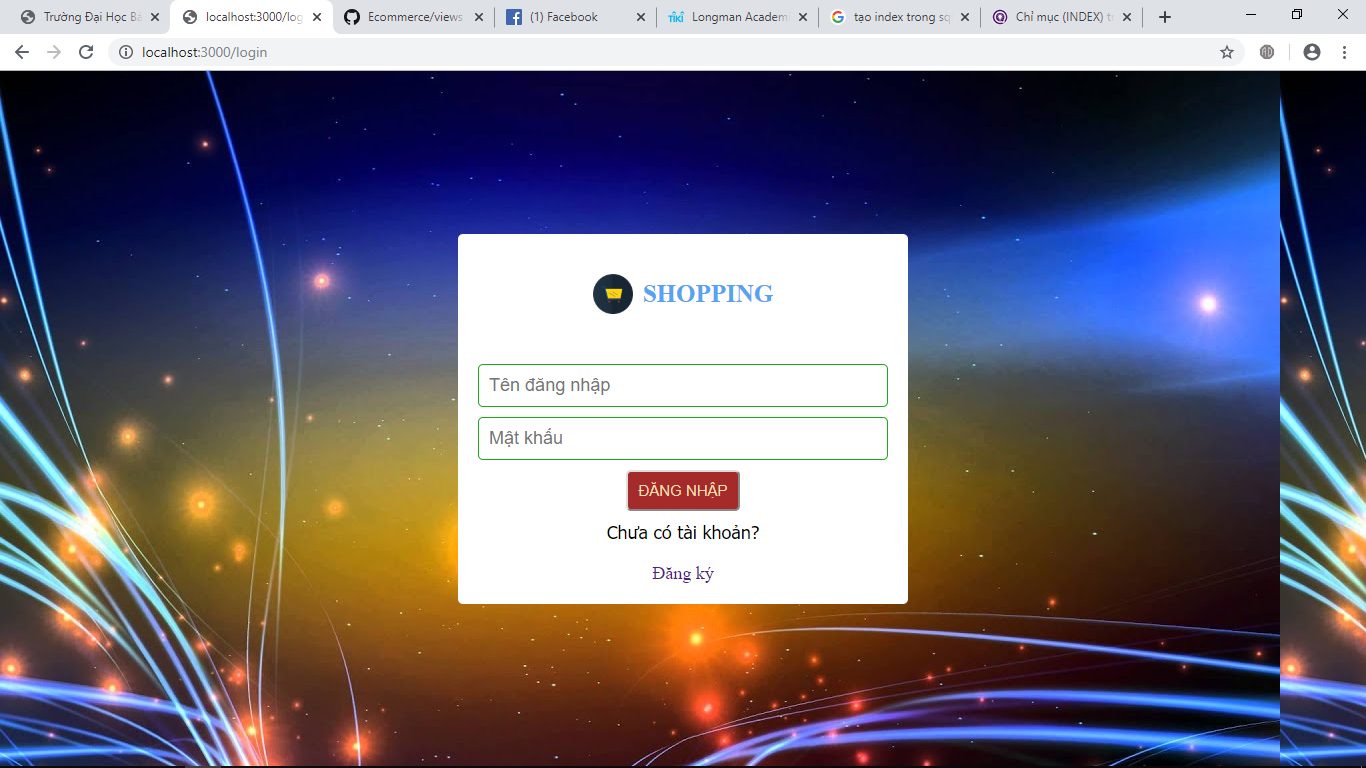 Trường Đại Học Bá
localhost:3000/log
Ecommerce/views
(1) Facebook
TIKI
Longman Academ
tạo index trong sq
Chỉ mục (INDEX) tr
localhost:3000/login
SHOPPING
Tên đăng nhập
Mật khẩu
ĐĂNG NHẬP
Chưa có tài khoản?
Đăng ký